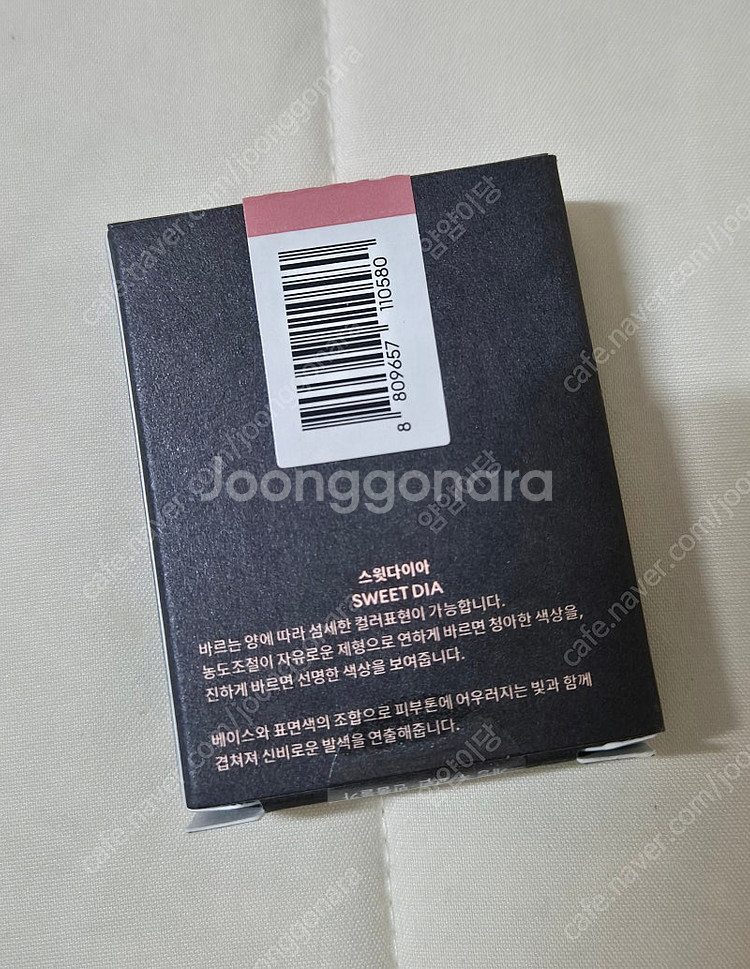 8 809657 110580
Joonggonara
스윗다이아
SWEET DIA
바르는 양에 따라 섬세한 컬러표현이 가능합니다.
농도조절이 자유로운 제형으로 연하게 바르면 청아한 색상을,
진하게 바르면 선명한 색상을 보여줍니다.
베이스와 표면색의 조합으로 피부톤에 어우러지는 빛과 함께
겹쳐져 신비로운 발색을 연출해줍니다.
cafe.naver.com/joonggonara